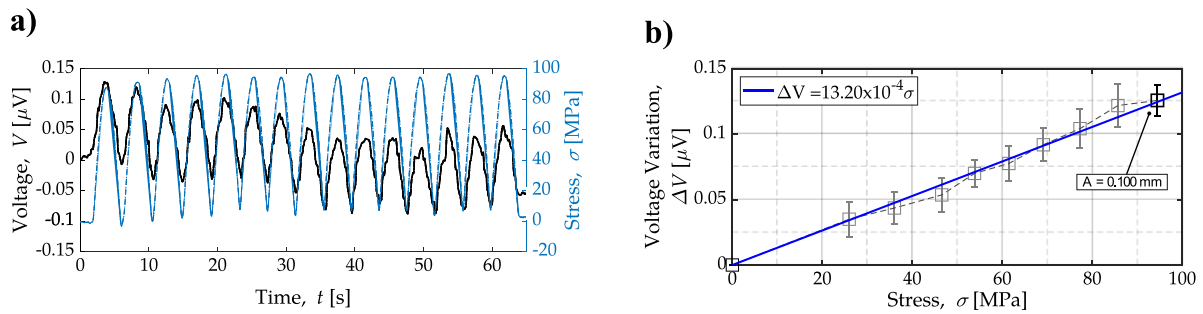 a)
0.15
0.1
0.05
0
-0.05
-0.1
-0.15
Voltage, V [μV]
0 10 20 30 40 50 60
Time, t [s]
100
80
60
40
20
0
-20
Stress, σ [MPa]
b)
0.15
0.1
0.05
0
Voltage Variation,
ΔV [μV]
ΔV =13.20x10⁻⁴σ
A = 0.100 mm
0 20 40 60 80 100
Stress, σ [MPa]